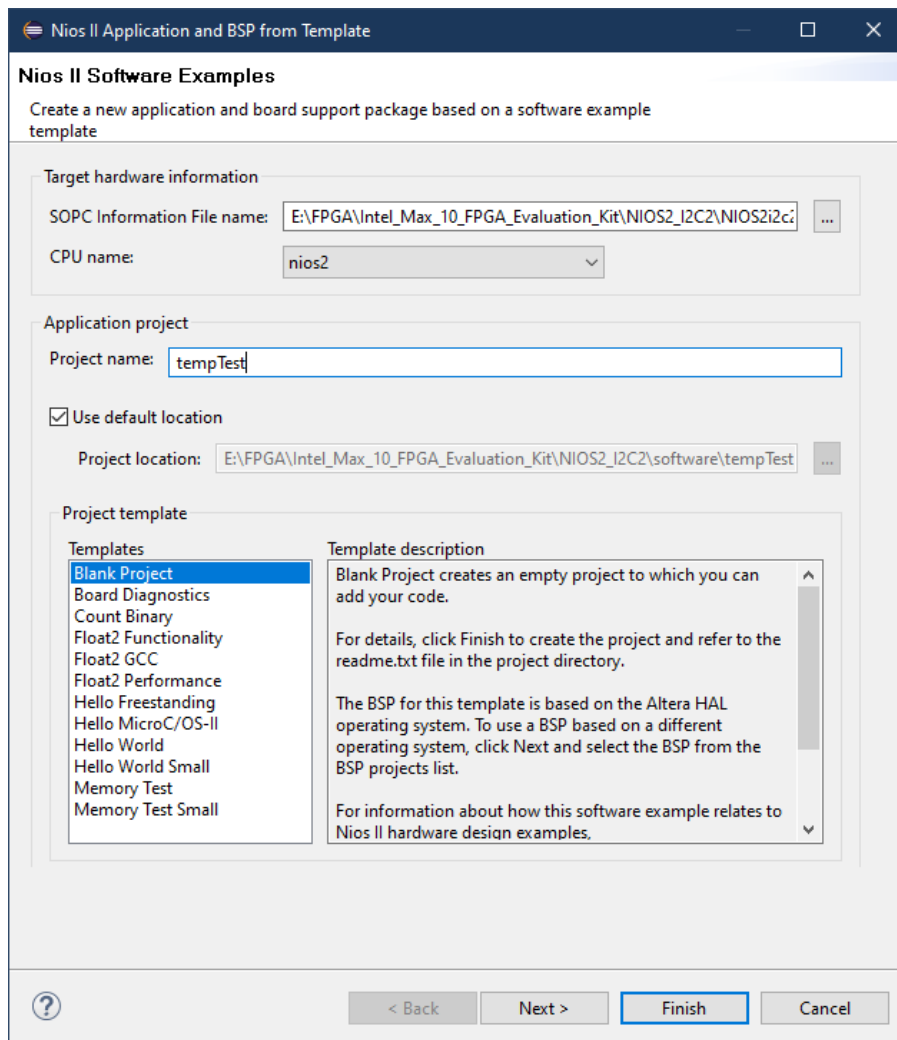 Nios II Application and BSP from Template
Nios II Software Examples
Create a new application and board support package based on a software example
template
Target hardware information
SOPC Information File name:
E:\FPGA\Intel_Max_10_FPGA_Evaluation_Kit\NIOS2_I2C2\NIOS2i2c2
...
CPU name:
nios2
Application project
Project name:
tempTest
Use default location
Project location:
E:\FPGA\Intel_Max_10_FPGA_Evaluation_Kit\NIOS2_I2C2\software\tempTest
...
Project template
Templates
Blank Project
Board Diagnostics
Count Binary
Float2 Functionality
Float2 GCC
Float2 Performance
Hello Freestanding
Hello MicroC/OS-II
Hello World
Hello World Small
Memory Test
Memory Test Small
Template description
Blank Project creates an empty project to which you can
add your code.
For details, click Finish to create the project and refer to the
readme.txt file in the project directory.
The BSP for this template is based on the Altera HAL
operating system. To use a BSP based on a different
operating system, click Next and select the BSP from the
BSP projects list.
For information about how this software example relates to
Nios II hardware design examples,
?
< Back
Next >
Finish
Cancel